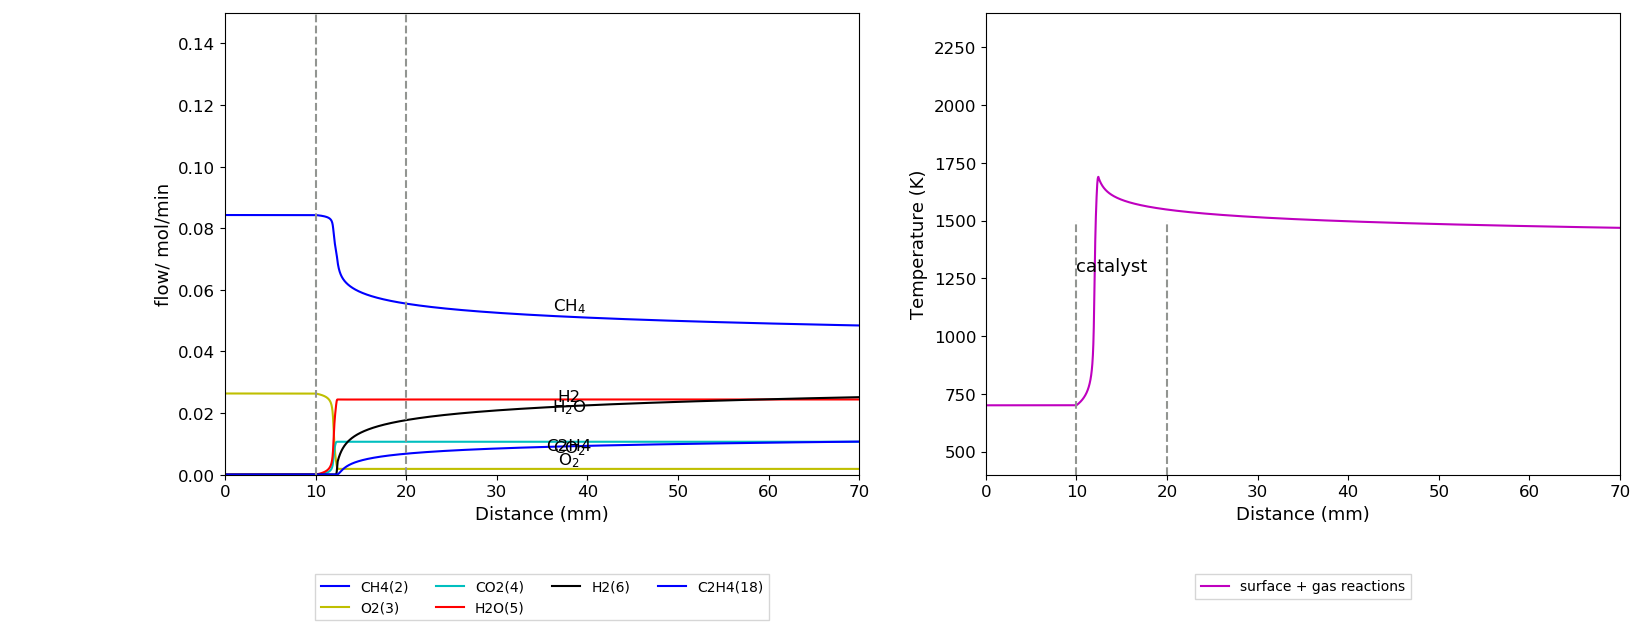 0.14
0.12
0.10
0.08
0.06
0.04
0.02
0.00
flow/ mol/min
CH₄
H2
H₂O
C2H4
CO₂
O₂
0 10 20 30 40 50 60 70
Distance (mm)
CH4(2) CO2(4) H2(6) C2H4(18)
O2(3) H2O(5)
2250
2000
1750
1500
1250
1000
750
500
Temperature (K)
catalyst
0 10 20 30 40 50 60 70
Distance (mm)
surface + gas reactions